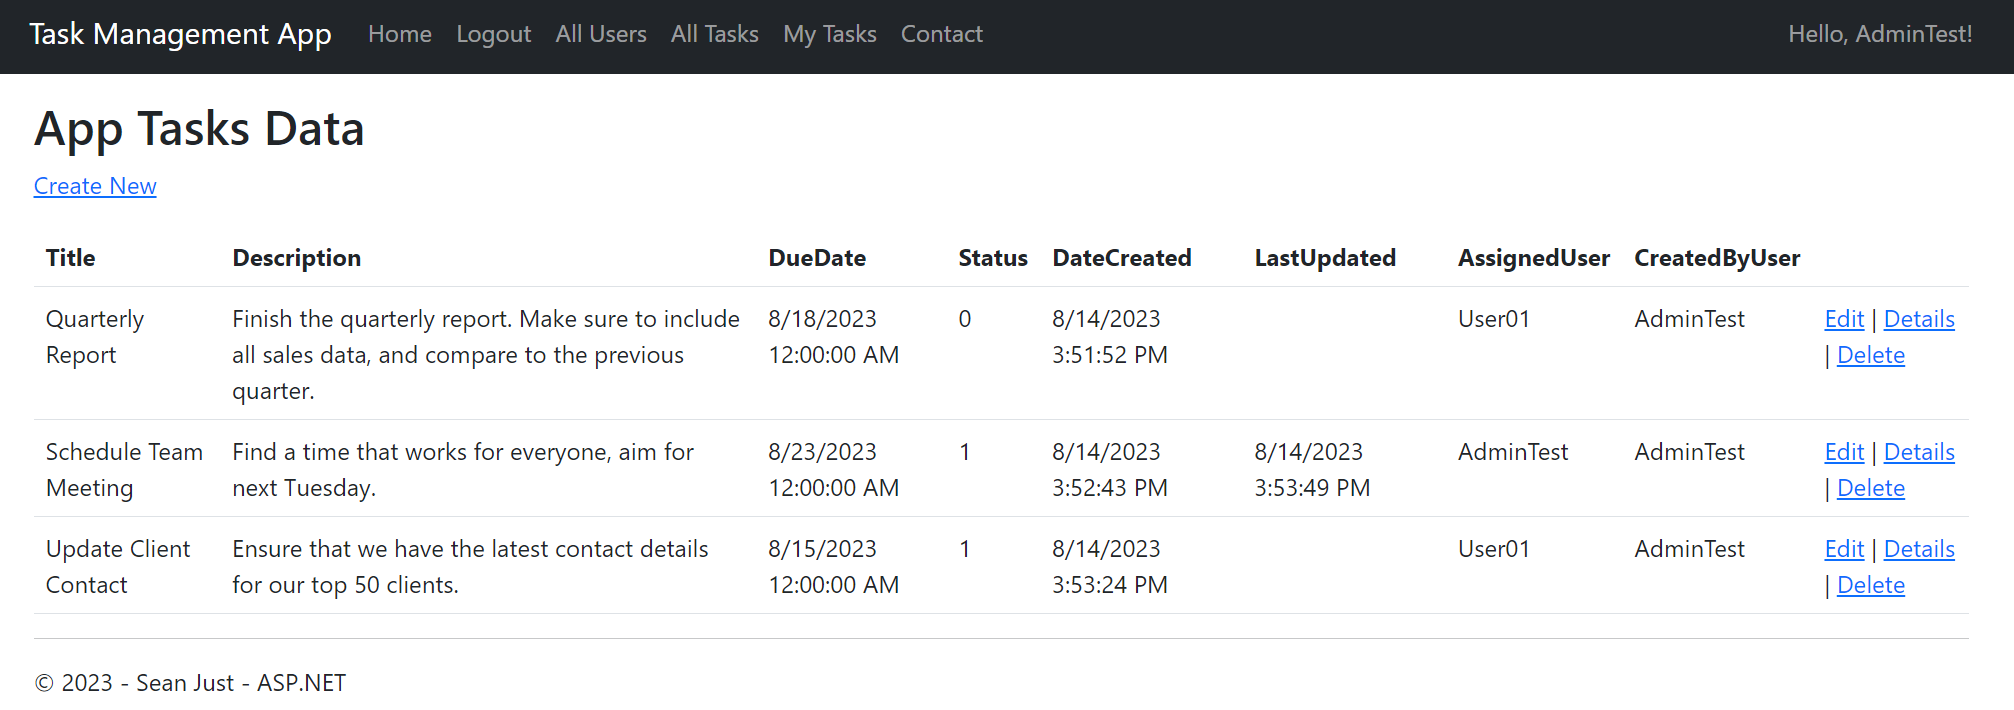 Task Management App Home Logout All Users All Tasks My Tasks Contact Hello, AdminTest!
App Tasks Data
Create New
Title Description DueDate Status DateCreated LastUpdated AssignedUser CreatedByUser
Quarterly Finish the quarterly report. Make sure to include 8/18/2023 0 8/14/2023 User01 AdminTest Edit | Details
Report all sales data, and compare to the previous 12:00:00 AM 3:51:52 PM | Delete
quarter.
Schedule Team Find a time that works for everyone, aim for 8/23/2023 1 8/14/2023 8/14/2023 AdminTest AdminTest Edit | Details
Meeting next Tuesday. 12:00:00 AM 3:52:43 PM 3:53:49 PM | Delete
Update Client Ensure that we have the latest contact details 8/15/2023 1 8/14/2023 User01 AdminTest Edit | Details
Contact for our top 50 clients. 12:00:00 AM 3:53:24 PM | Delete
© 2023 - Sean Just - ASP.NET